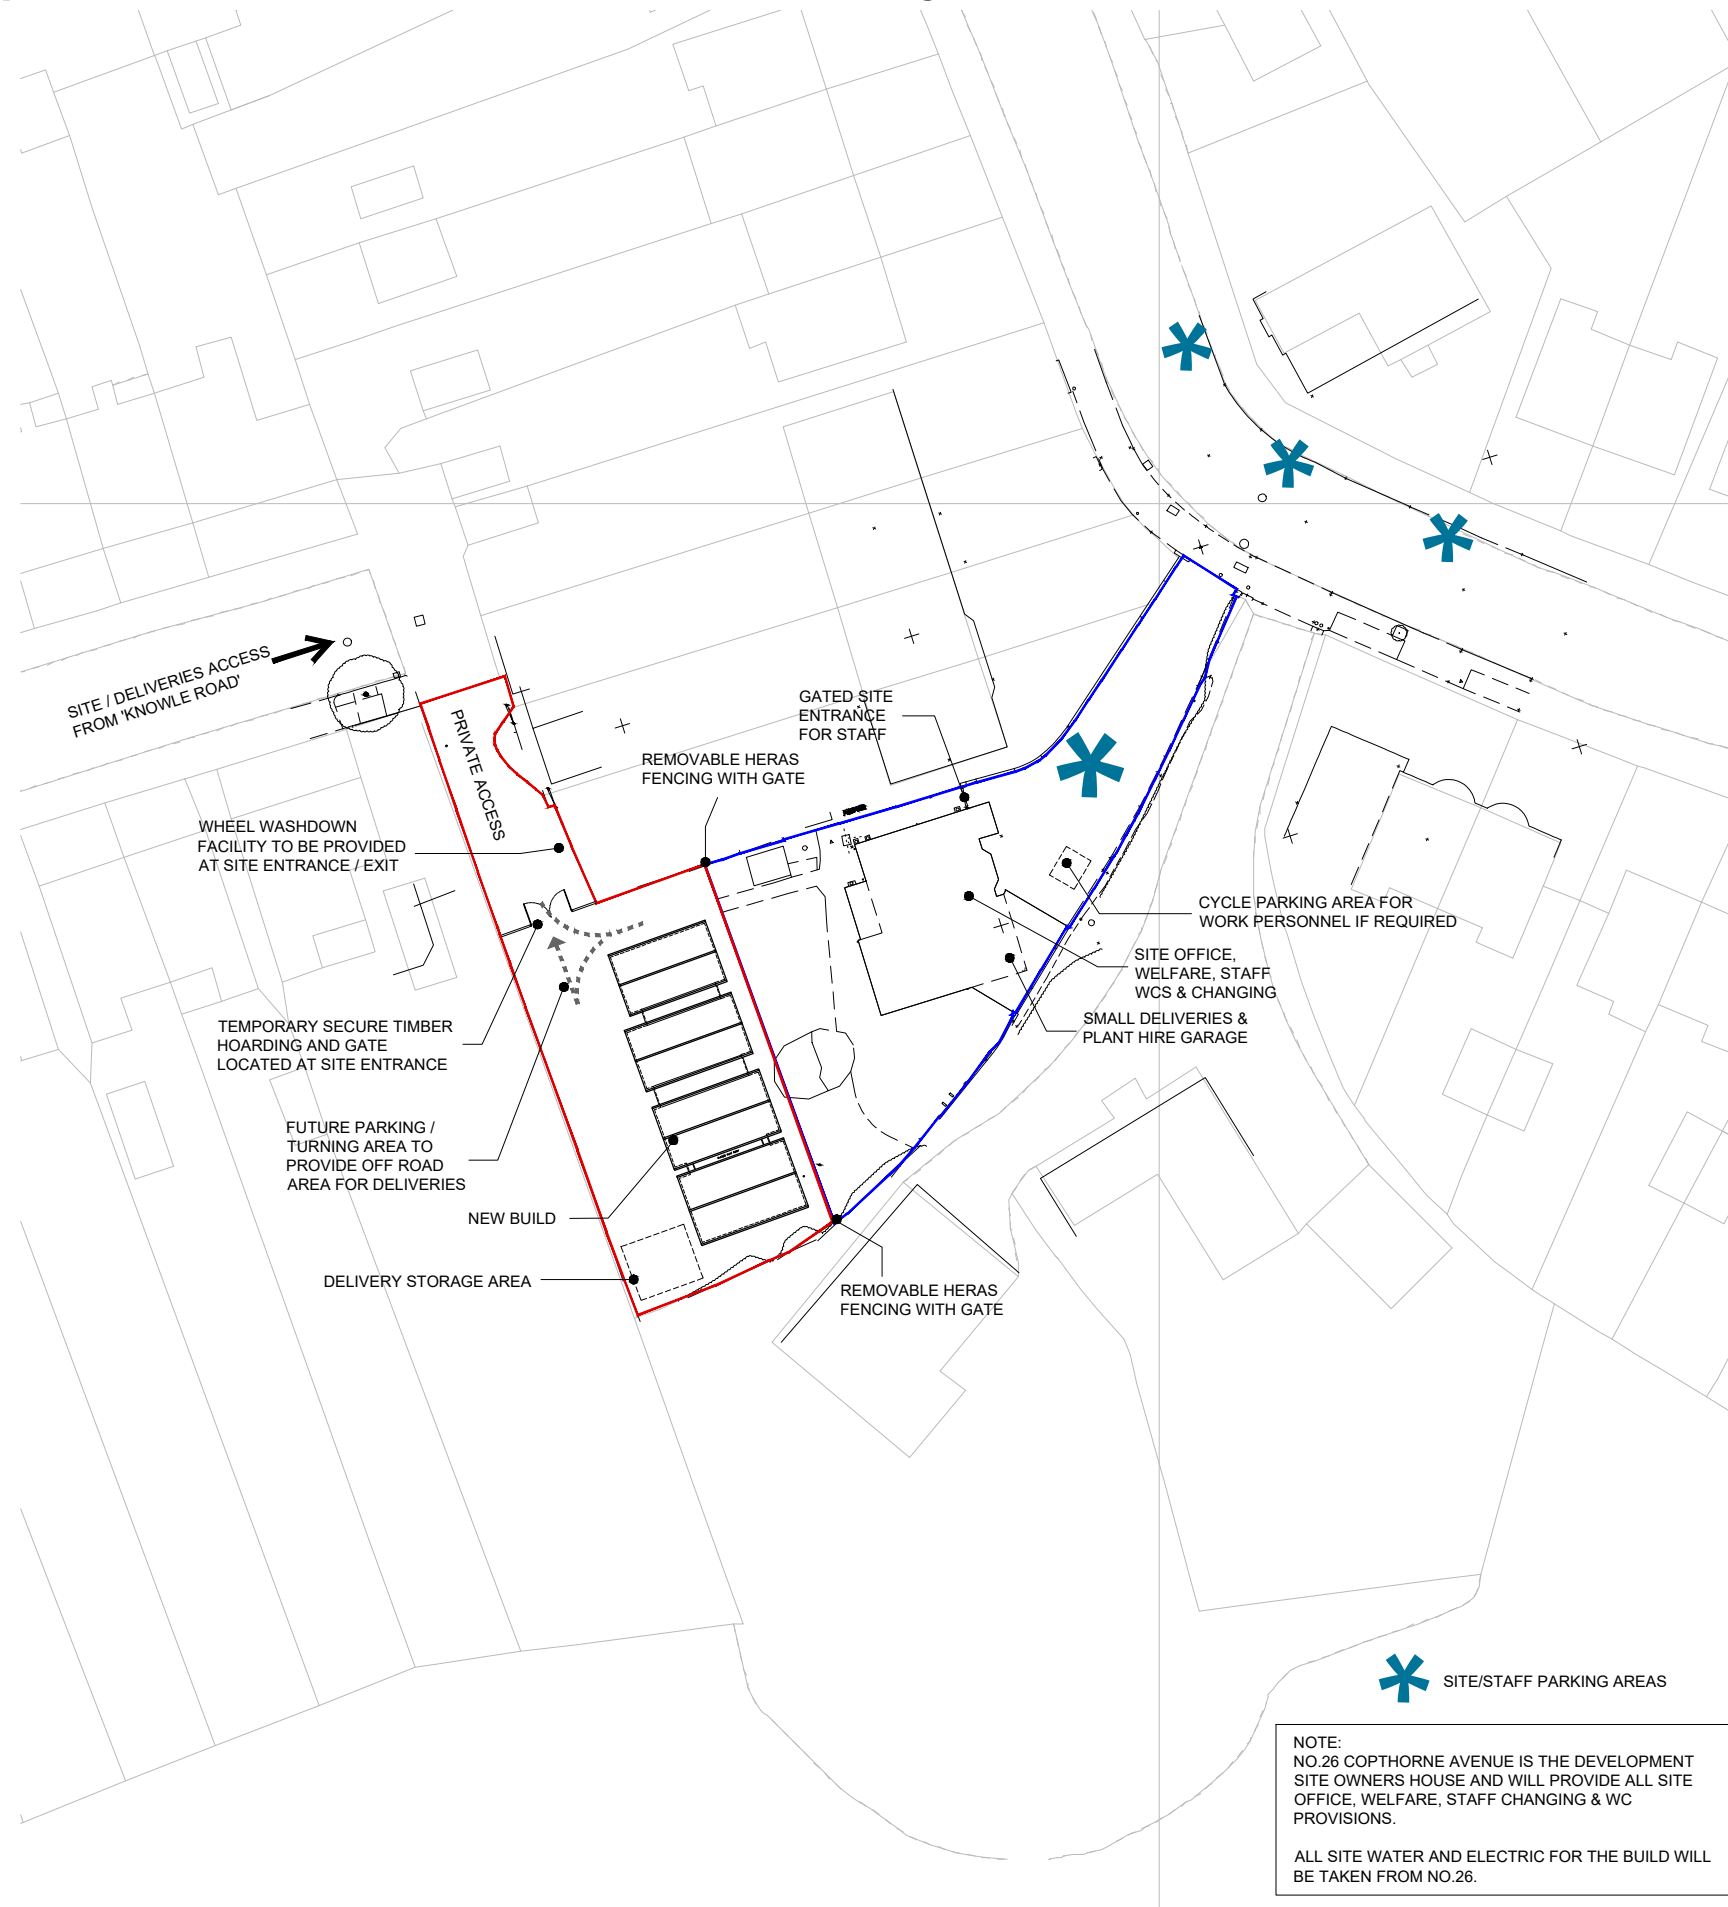 SITE / DELIVERIES ACCESS
FROM 'KNOWLE ROAD'
PRIVATE ACCESS
GATED SITE
ENTRANCE
FOR STAFF
REMOVABLE HERAS
FENCING WITH GATE
WHEEL WASHDOWN
FACILITY TO BE PROVIDED
AT SITE ENTRANCE / EXIT
CYCLE PARKING AREA FOR
WORK PERSONNEL IF REQUIRED
SITE OFFICE,
WELFARE, STAFF
WCS & CHANGING
SMALL DELIVERIES &
PLANT HIRE GARAGE
TEMPORARY SECURE TIMBER
HOARDING AND GATE
LOCATED AT SITE ENTRANCE
FUTURE PARKING /
TURNING AREA TO
PROVIDE OFF ROAD
AREA FOR DELIVERIES
NEW BUILD
DELIVERY STORAGE AREA
REMOVABLE HERAS
FENCING WITH GATE
SITE/STAFF PARKING AREAS
NOTE:
NO.26 COPTHORNE AVENUE IS THE DEVELOPMENT
SITE OWNERS HOUSE AND WILL PROVIDE ALL SITE
OFFICE, WELFARE, STAFF CHANGING & WC
PROVISIONS.
ALL SITE WATER AND ELECTRIC FOR THE BUILD WILL
BE TAKEN FROM NO.26.